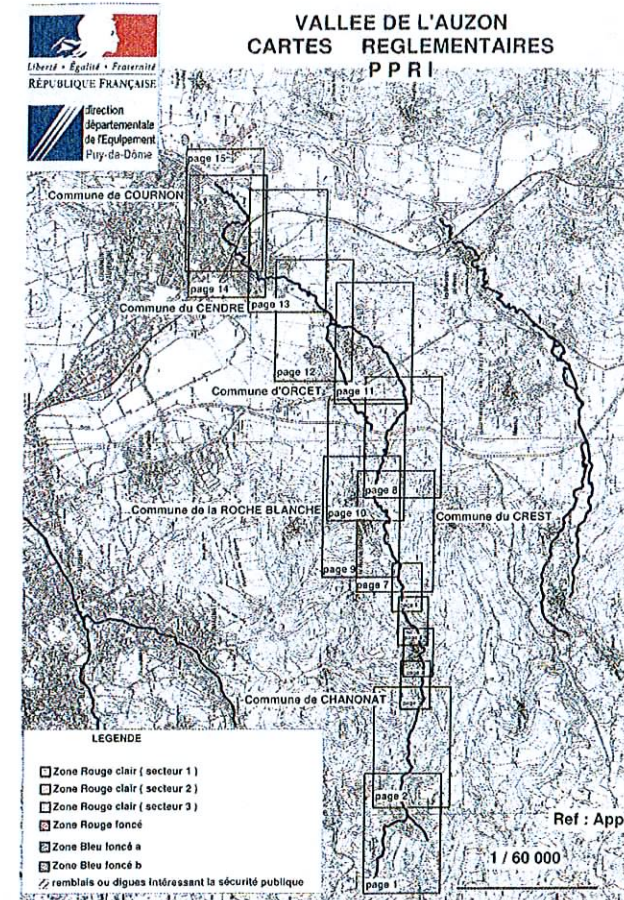 VALLEE DE L'AUZON
CARTES REGLEMENTAIRES
P P R I
Liberté • Égalité • Fraternité
RÉPUBLIQUE FRANÇAISE
direction
départementale
de l'Equipement
Puy-de-Dôme
page 15
Commune de COURNON
page 14
page 13
Commune du CENDRE
page 12
page 11
Commune d'ORCET
page 8
Commune de la ROCHE BLANCHE
page 10
Commune du CREST
page 9
page 7
Commune de CHANONAT
page 2
page 1
LEGENDE
Zone Rouge clair ( secteur 1 )
Zone Rouge clair ( secteur 2 )
Zone Rouge clair ( secteur 3 )
Zone Rouge foncé
Zone Bleu foncé a
Zone Bleu foncé b
remblais ou digues intéressant la sécurité publique
Ref : App
1 / 60 000